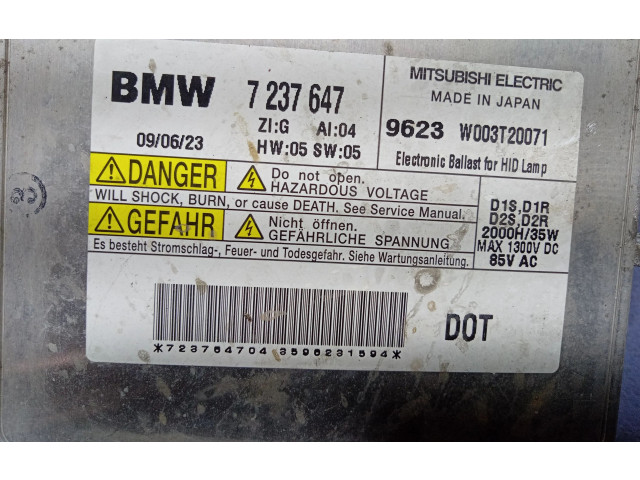 BMW 7 237 647
ZI:G AI:04
09/06/23 HW:05 SW:05
MITSUBISHI ELECTRIC
MADE IN JAPAN
9623 W003T20071
Electronic Ballast for HID Lamp
DANGER Do not open.
HAZARDOUS VOLTAGE
WILL SHOCK, BURN, or cause DEATH. See Service Manual.
GEFAHR Nicht öffnen.
GEFÄHRLICHE SPANNUNG
Es besteht Stromschlag-, Feuer- und Todesgefahr. Siehe Wartungsanleitung.
D1S, D1R
D2S, D2R
2000H/35W
MAX 1300V DC
85V AC
*723764704 3596231594*
DOT